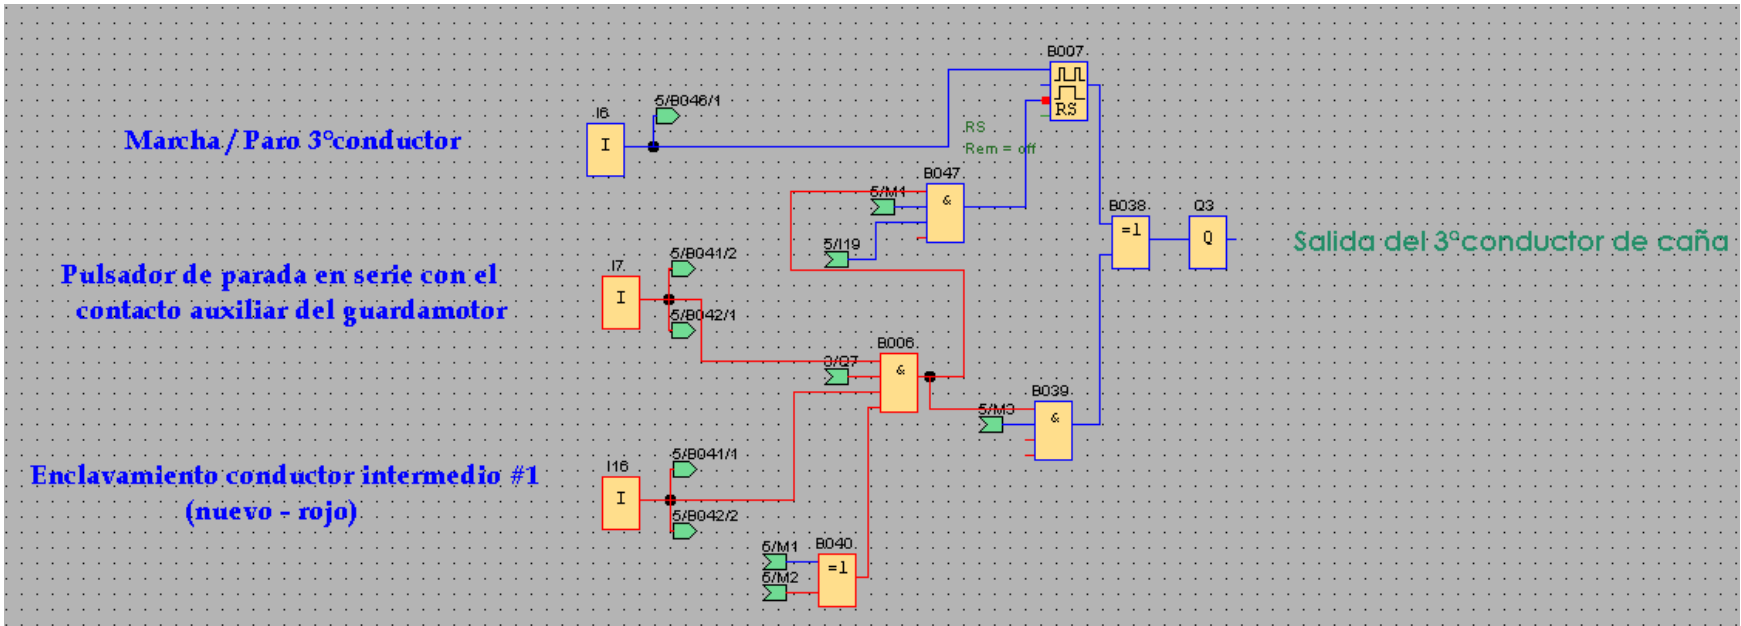 B007
5/B046/1
I6
I
RS
Marcha/ Paro 3°conductor
RS
Rem = off
B047
5/M1
&
B038
Q3
=1
Q
Salida del 3ºconductor de caña
5/I19
5/B041/2
I7
I
Pulsador de parada en serie con el
contacto auxiliar del guardamotor
5/B042/1
B006
3/Q7
&
B039
5/M3
&
5/B041/1
I16
I
Enclavamiento conductor intermedio #1
(nuevo - rojo)
5/B042/2
5/M1
B040
=1
5/M2